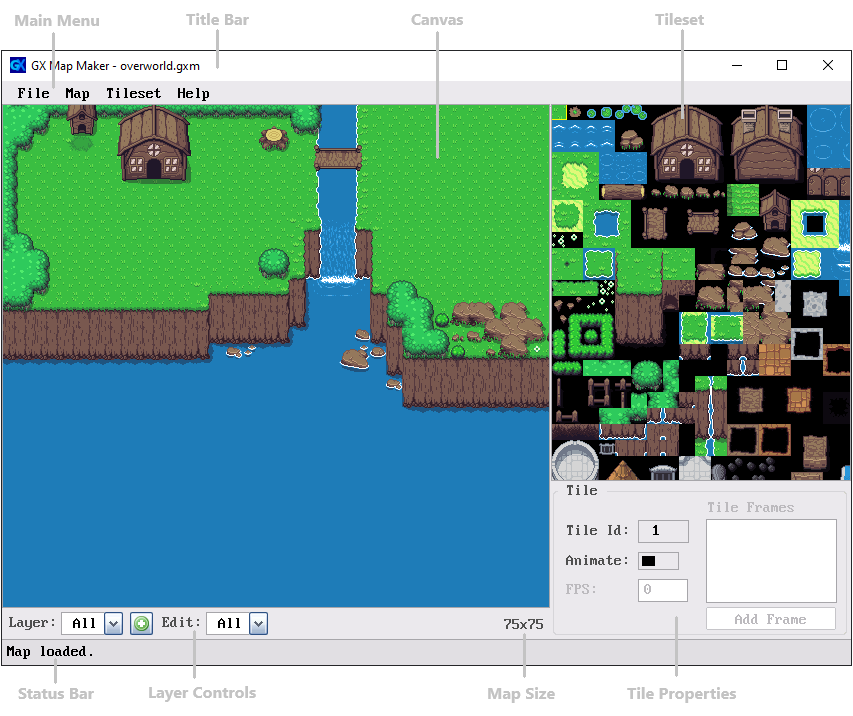 Main Menu Title Bar Canvas Tileset
GX Map Maker - overworld.gxm
File Map Tileset Help
Tile
Tile Frames
Tile Id: 1
Animate:
FPS: 0
Add Frame
Layer: All Edit: All 75x75
Map loaded.
Status Bar Layer Controls Map Size Tile Properties